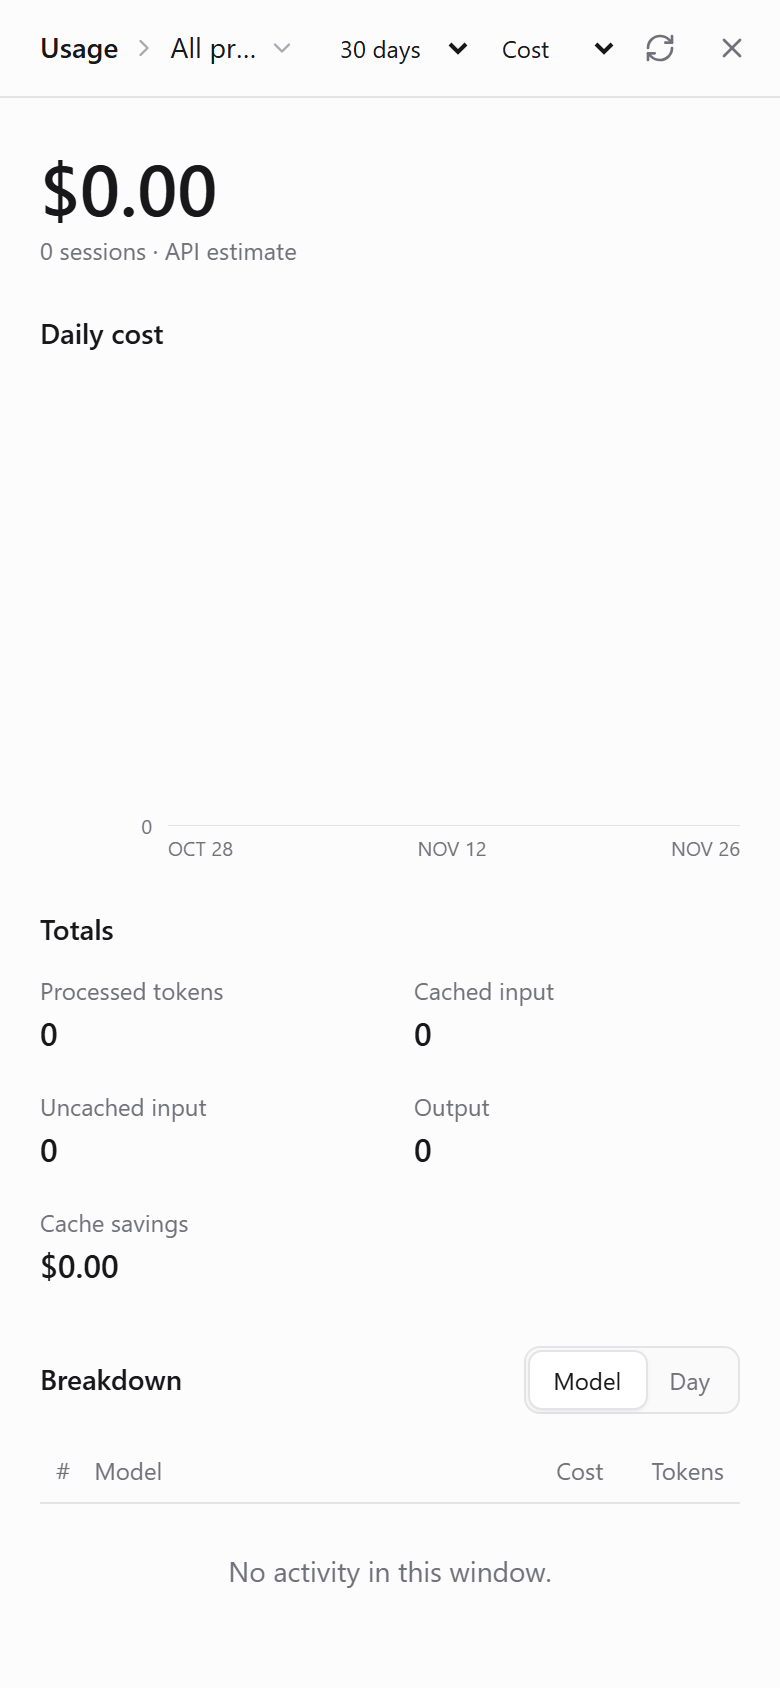 Usage > All pr... 30 days Cost
$0.00
0 sessions · API estimate
Daily cost
0
OCT 28 NOV 12 NOV 26
Totals
Processed tokens Cached input
0 0
Uncached input Output
0 0
Cache savings
$0.00
Breakdown Model Day
# Model Cost Tokens
No activity in this window.